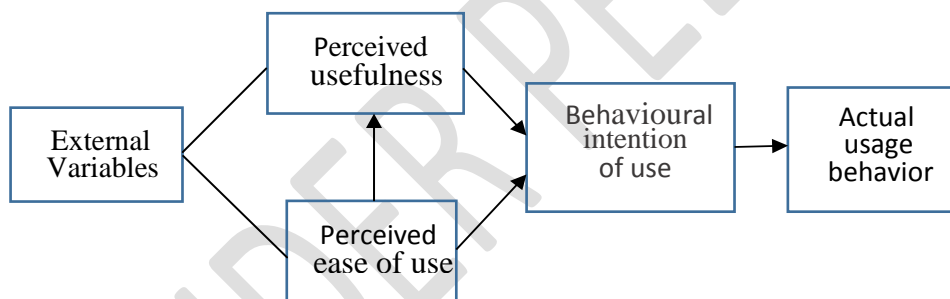 Perceived
usefulness
External
Variables
Behavioural
intention
of use
Actual
usage
behavior
Perceived
ease of use